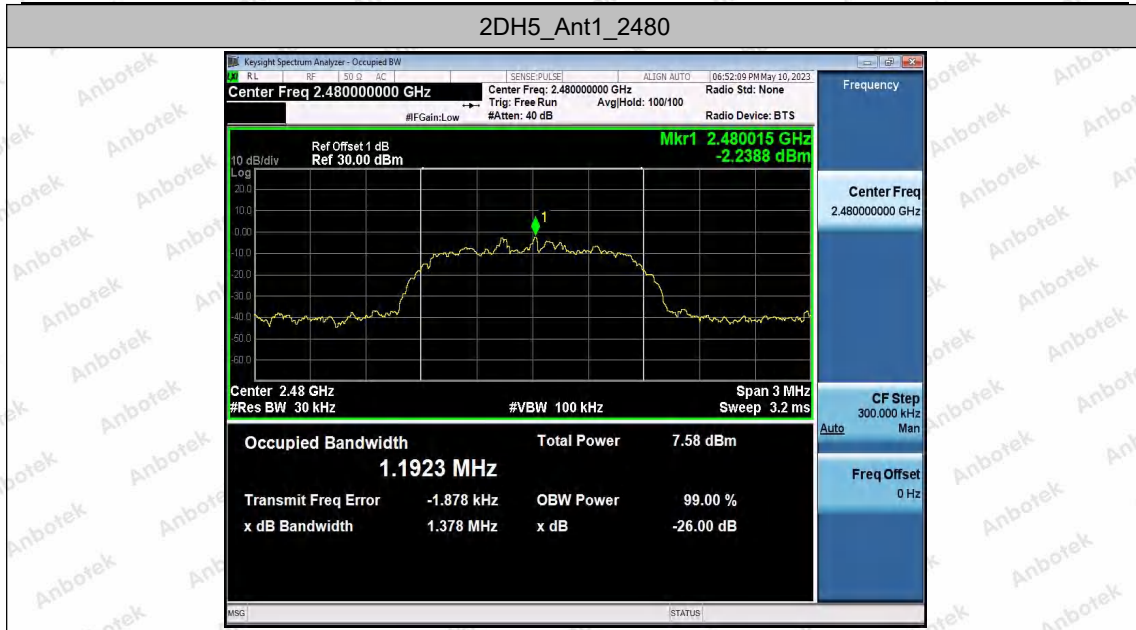 2DH5_Ant1_2480
Keysight Spectrum Analyzer - Occupied BW
RL RF 50 Ω AC SENSE:PULSE ALIGN AUTO 06:52:09 PM May 10, 2023
Center Freq 2.480000000 GHz Center Freq: 2.480000000 GHz Radio Std: None Frequency
Trig: Free Run Avg|Hold: 100/100
#IFGain:Low #Atten: 40 dB Radio Device: BTS
Ref Offset 1 dB Mkr1 2.480015 GHz
10 dB/div Ref 30.00 dBm -2.2388 dBm
Log
20.0
10.0
0.00
-10.0
-20.0
-30.0
-40.0
-50.0
-60.0
1
Center Freq
2.480000000 GHz
Center 2.48 GHz Span 3 MHz
#Res BW 30 kHz #VBW 100 kHz Sweep 3.2 ms
CF Step
300.000 kHz
Auto Man
Occupied Bandwidth Total Power 7.58 dBm
1.1923 MHz
Freq Offset
0 Hz
Transmit Freq Error -1.878 kHz OBW Power 99.00 %
x dB Bandwidth 1.378 MHz x dB -26.00 dB
MSG STATUS
Anbotek